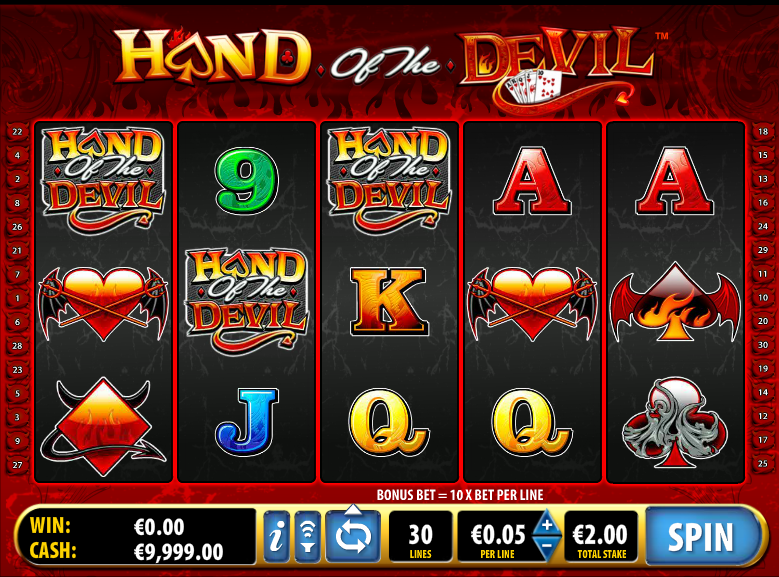 HAND Of The DEVIL™
22 18
HAND Of The DEVIL 9 HAND Of The DEVIL A A
4 15
2 13
8 16
26 24
21 29
7 11
HAND Of The DEVIL K
1 10
6 20
28 30
23 19
5 14
J Q Q
3 12
9 17
27 25
BONUS BET = 10 X BET PER LINE
WIN: €0.00
CASH: €9,999.00
i
30
LINES
€0.05
PER LINE
+
−
€2.00
TOTAL STAKE
SPIN